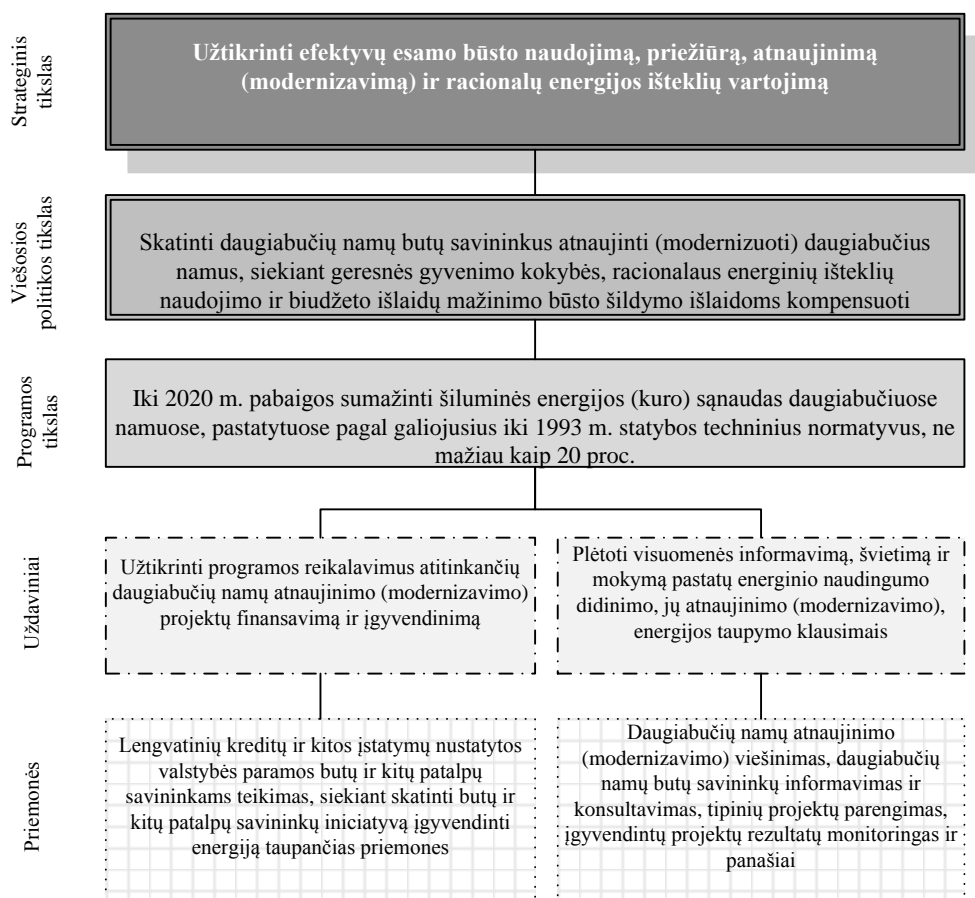 Strateginis
tikslas
Užtikrinti efektyvų esamo būsto naudojimą, priežiūrą, atnaujinimą
(modernizavimą) ir racionalų energijos išteklių vartojimą
Viešosios
politikos tikslas
Skatinti daugiabučių namų butų savininkus atnaujinti (modernizuoti) daugiabučius
namus, siekiant geresnės gyvenimo kokybės, racionalaus energinių išteklių
naudojimo ir biudžeto išlaidų mažinimo būsto šildymo išlaidoms kompensuoti
Programos
tikslas
Iki 2020 m. pabaigos sumažinti šiluminės energijos (kuro) sąnaudas daugiabučiuose
namuose, pastatytuose pagal galiojusius iki 1993 m. statybos techninius normatyvus, ne
mažiau kaip 20 proc.
Uždaviniai
Užtikrinti programos reikalavimus atitinkančių
daugiabučių namų atnaujinimo (modernizavimo)
projektų finansavimą ir įgyvendinimą
Plėtoti visuomenės informavimą, švietimą ir
mokymą pastatų energinio naudingumo
didinimo, jų atnaujinimo (modernizavimo),
energijos taupymo klausimais
Priemonės
Lengvatinių kreditų ir kitos įstatymų nustatytos
valstybės paramos butų ir kitų patalpų
savininkams teikimas, siekiant skatinti butų ir
kitų patalpų savininkų iniciatyvą įgyvendinti
energiją taupančias priemones
Daugiabučių namų atnaujinimo
(modernizavimo) viešinimas, daugiabučių
namų butų savininkų informavimas ir
konsultavimas, tipinių projektų parengimas,
įgyvendintų projektų rezultatų monitoringas ir
panašiai